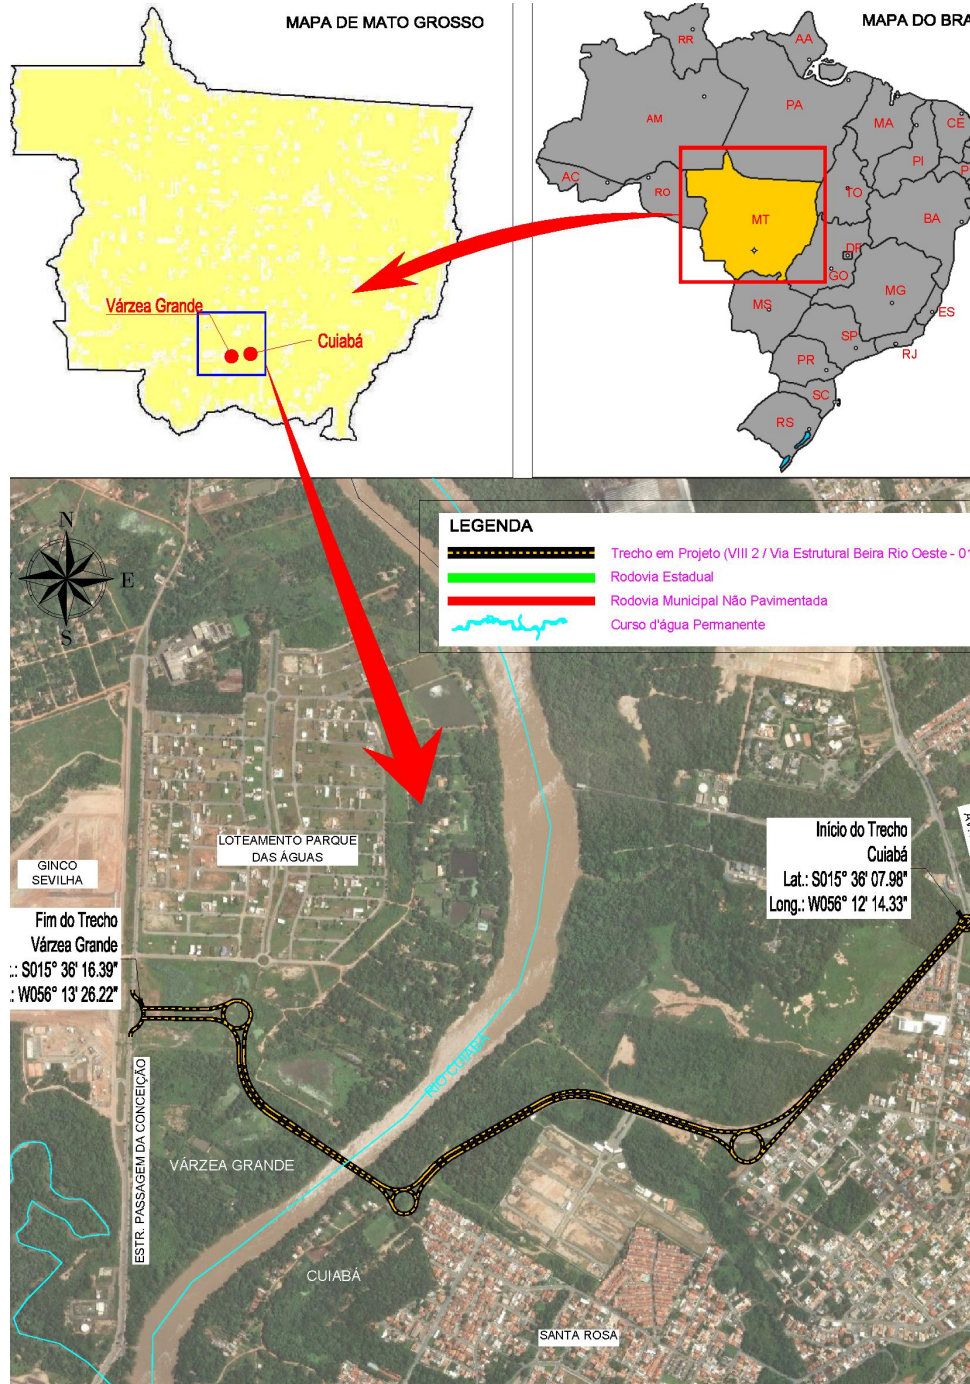 MAPA DE MATO GROSSO
Várzea Grande
Cuiabá
MAPA DO BRA
RR
AA
AM
PA
MA
CE
PI
P
AC
RO
TO
MT
BA
DF
GO
MG
MS
ES
SP
RJ
PR
SC
RS
N
E
S
LEGENDA
Trecho em Projeto (VIII 2 / Via Estrutural Beira Rio Oeste - 01
Rodovia Estadual
Rodovia Municipal Não Pavimentada
Curso d'água Permanente
LOTEAMENTO PARQUE
DAS ÁGUAS
GINCO
SEVILHA
Início do Trecho
Cuiabá
Lat.: S015° 36' 07.98"
Long.: W056° 12' 14.33"
Fim do Trecho
Várzea Grande
.: S015° 36' 16.39"
: W056° 13' 26.22"
ESTR. PASSAGEM DA CONCEIÇÃO
RIO CUIABÁ
VÁRZEA GRANDE
CUIABÁ
SANTA ROSA